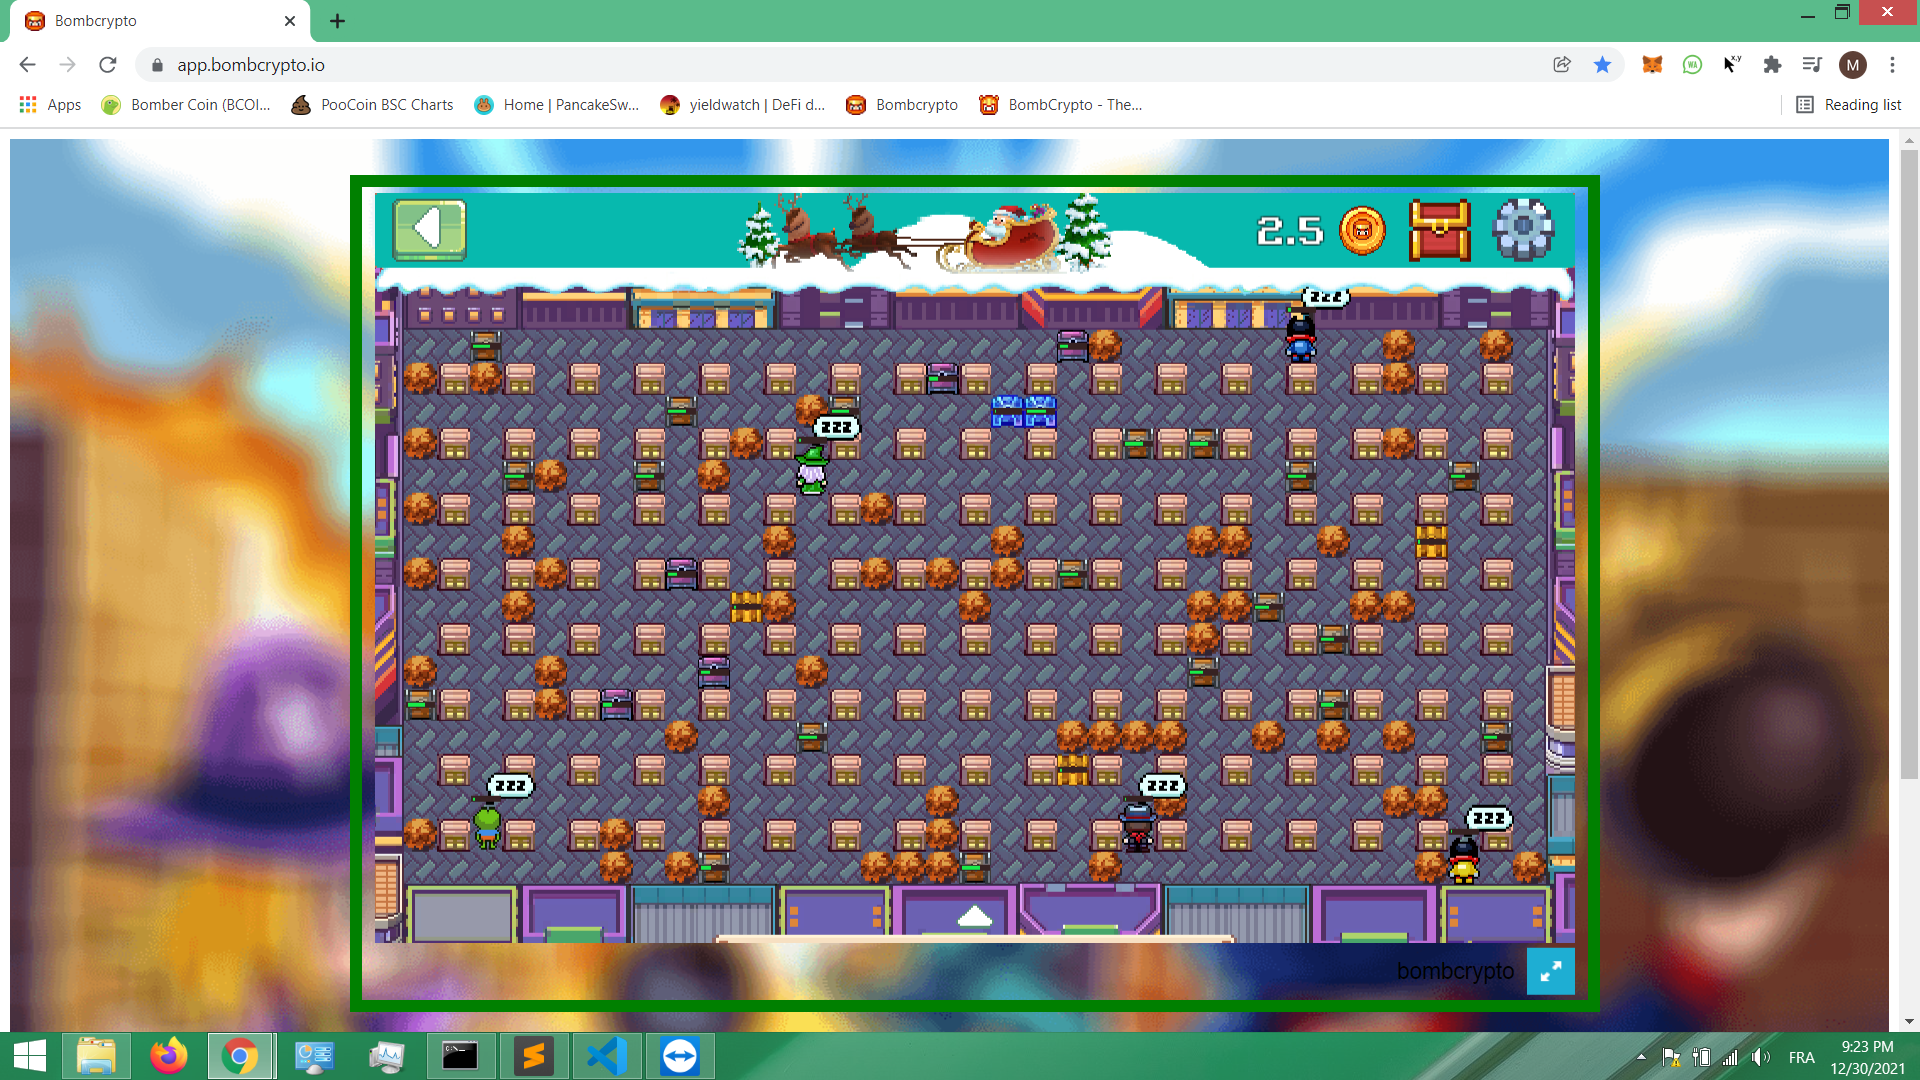 Bombcrypto
app.bombcrypto.io
M
Apps
Bomber Coin (BCOI...
PooCoin BSC Charts
Home | PancakeSw...
yieldwatch | DeFi d...
Bombcrypto
BombCrypto - The...
Reading list
2.5
zzz
zzz
zzz
zzz
zzz
bombcrypto
FRA
9:23 PM
12/30/2021